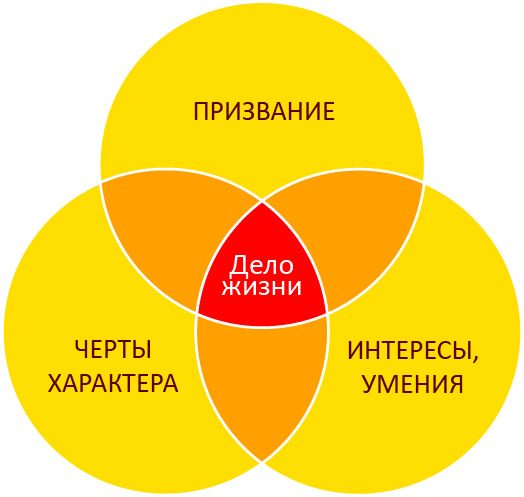 ПРИЗВАНИЕ
Дело
жизни
ЧЕРТЫ
ХАРАКТЕРА
ИНТЕРЕСЫ,
УМЕНИЯ